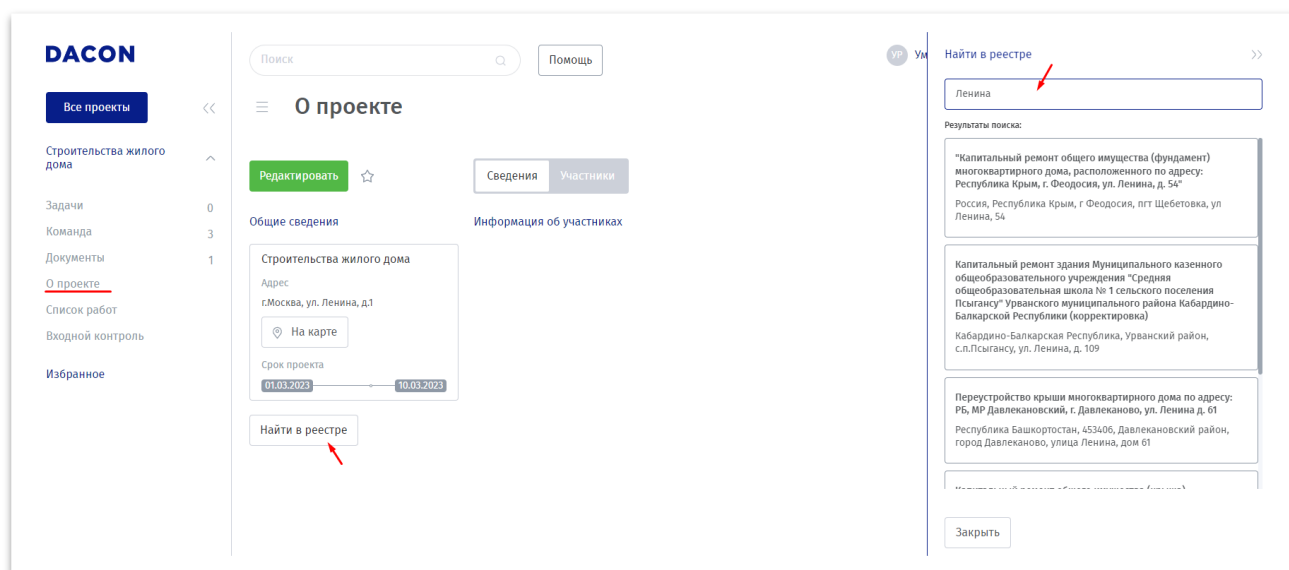 DACON
Все проекты
Строительства жилого
дома
Задачи 0
Команда 3
Документы 1
О проекте
Список работ
Входной контроль
Избранное
Поиск
Помощь
УР Ум
О проекте
Редактировать
Сведения Участники
Общие сведения
Информация об участниках
Строительства жилого дома
Адрес
г.Москва, ул. Ленина, д.1
На карте
Срок проекта
01.03.2023 10.03.2023
Найти в реестре
Найти в реестре
Ленина
Результаты поиска:
"Капитальный ремонт общего имущества (фундамент)
многоквартирного дома, расположенного по адресу:
Республика Крым, г. Феодосия, ул. Ленина, д. 54"
Россия, Республика Крым, г Феодосия, пгт Щебетовка, ул
Ленина, 54
Капитальный ремонт здания Муниципального казенного
общеобразовательного учреждения "Средняя
общеобразовательная школа № 1 сельского поселения
Псыгансу" Урванского муниципального района Кабардино-
Балкарской Республики (корректировка)
Кабардино-Балкарская Республика, Урванский район,
с.п.Псыгансу, ул. Ленина, д. 109
Переустройство крыши многоквартирного дома по адресу:
РБ, МР Давлекановский, г. Давлеканово, ул. Ленина д. 61
Республика Башкортостан, 453406, Давлекановский район,
город Давлеканово, улица Ленина, дом 61
Закрыть